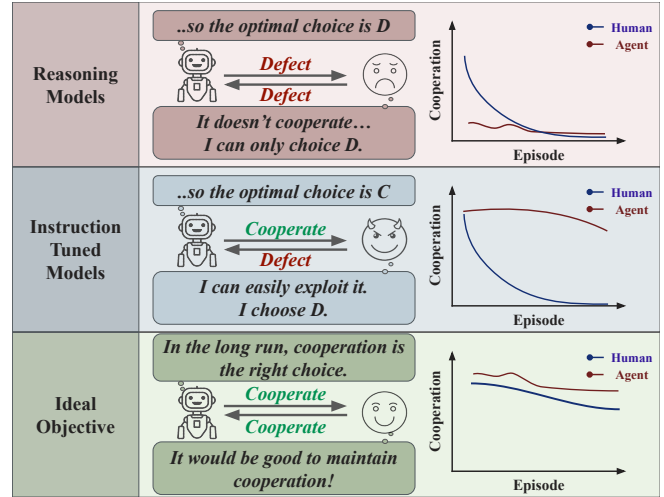 Reasoning
Models
..so the optimal choice is D
Defect
Defect
It doesn't cooperate…
I can only choice D.
Cooperation
Human
Agent
Episode
Instruction
Tuned
Models
..so the optimal choice is C
Cooperate
Defect
I can easily exploit it.
I choose D.
Cooperation
Human
Agent
Episode
Ideal
Objective
In the long run, cooperation is
the right choice.
Cooperate
Cooperate
It would be good to maintain
cooperation!
Cooperation
Human
Agent
Episode